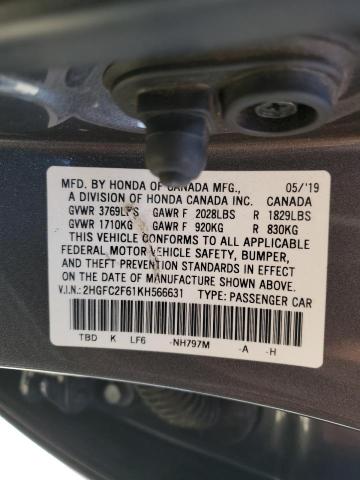 MFD. BY HONDA OF CANADA MFG., 05/'19
A DIVISION OF HONDA CANADA INC. CANADA
GVWR 3769LBS GAWR F 2028LBS R 1829LBS
GVWR 1710KG GAWR F 920KG R 830KG
THIS VEHICLE CONFORMS TO ALL APPLICABLE
FEDERAL MOTOR VEHICLE SAFETY, BUMPER,
AND THEFT PREVENTION STANDARDS IN EFFECT
ON THE DATE OF MANUFACTURE SHOWN ABOVE.
V.I.N.: 2HGFC2F61KH566631 TYPE: PASSENGER CAR
TBD K LF6 -NH797M -A -H